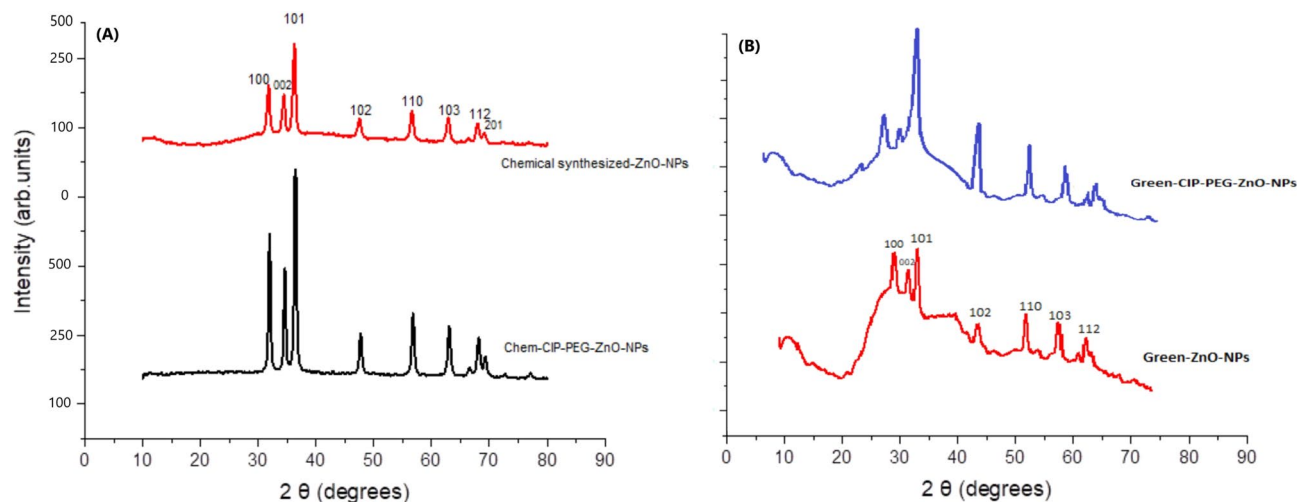 (A)
Intensity (arb.units)
500
250
100
0
500
250
100
100
002
101
102
110
103
112
201
Chemical synthesized-ZnO-NPs
Chem-CIP-PEG-ZnO-NPs
0 10 20 30 40 50 60 70 80 90
2 θ (degrees)
(B)
Green-CIP-PEG-ZnO-NPs
100
002
101
102
110
103
112
Green-ZnO-NPs
0 10 20 30 40 50 60 70 80 90
2 θ (degrees)